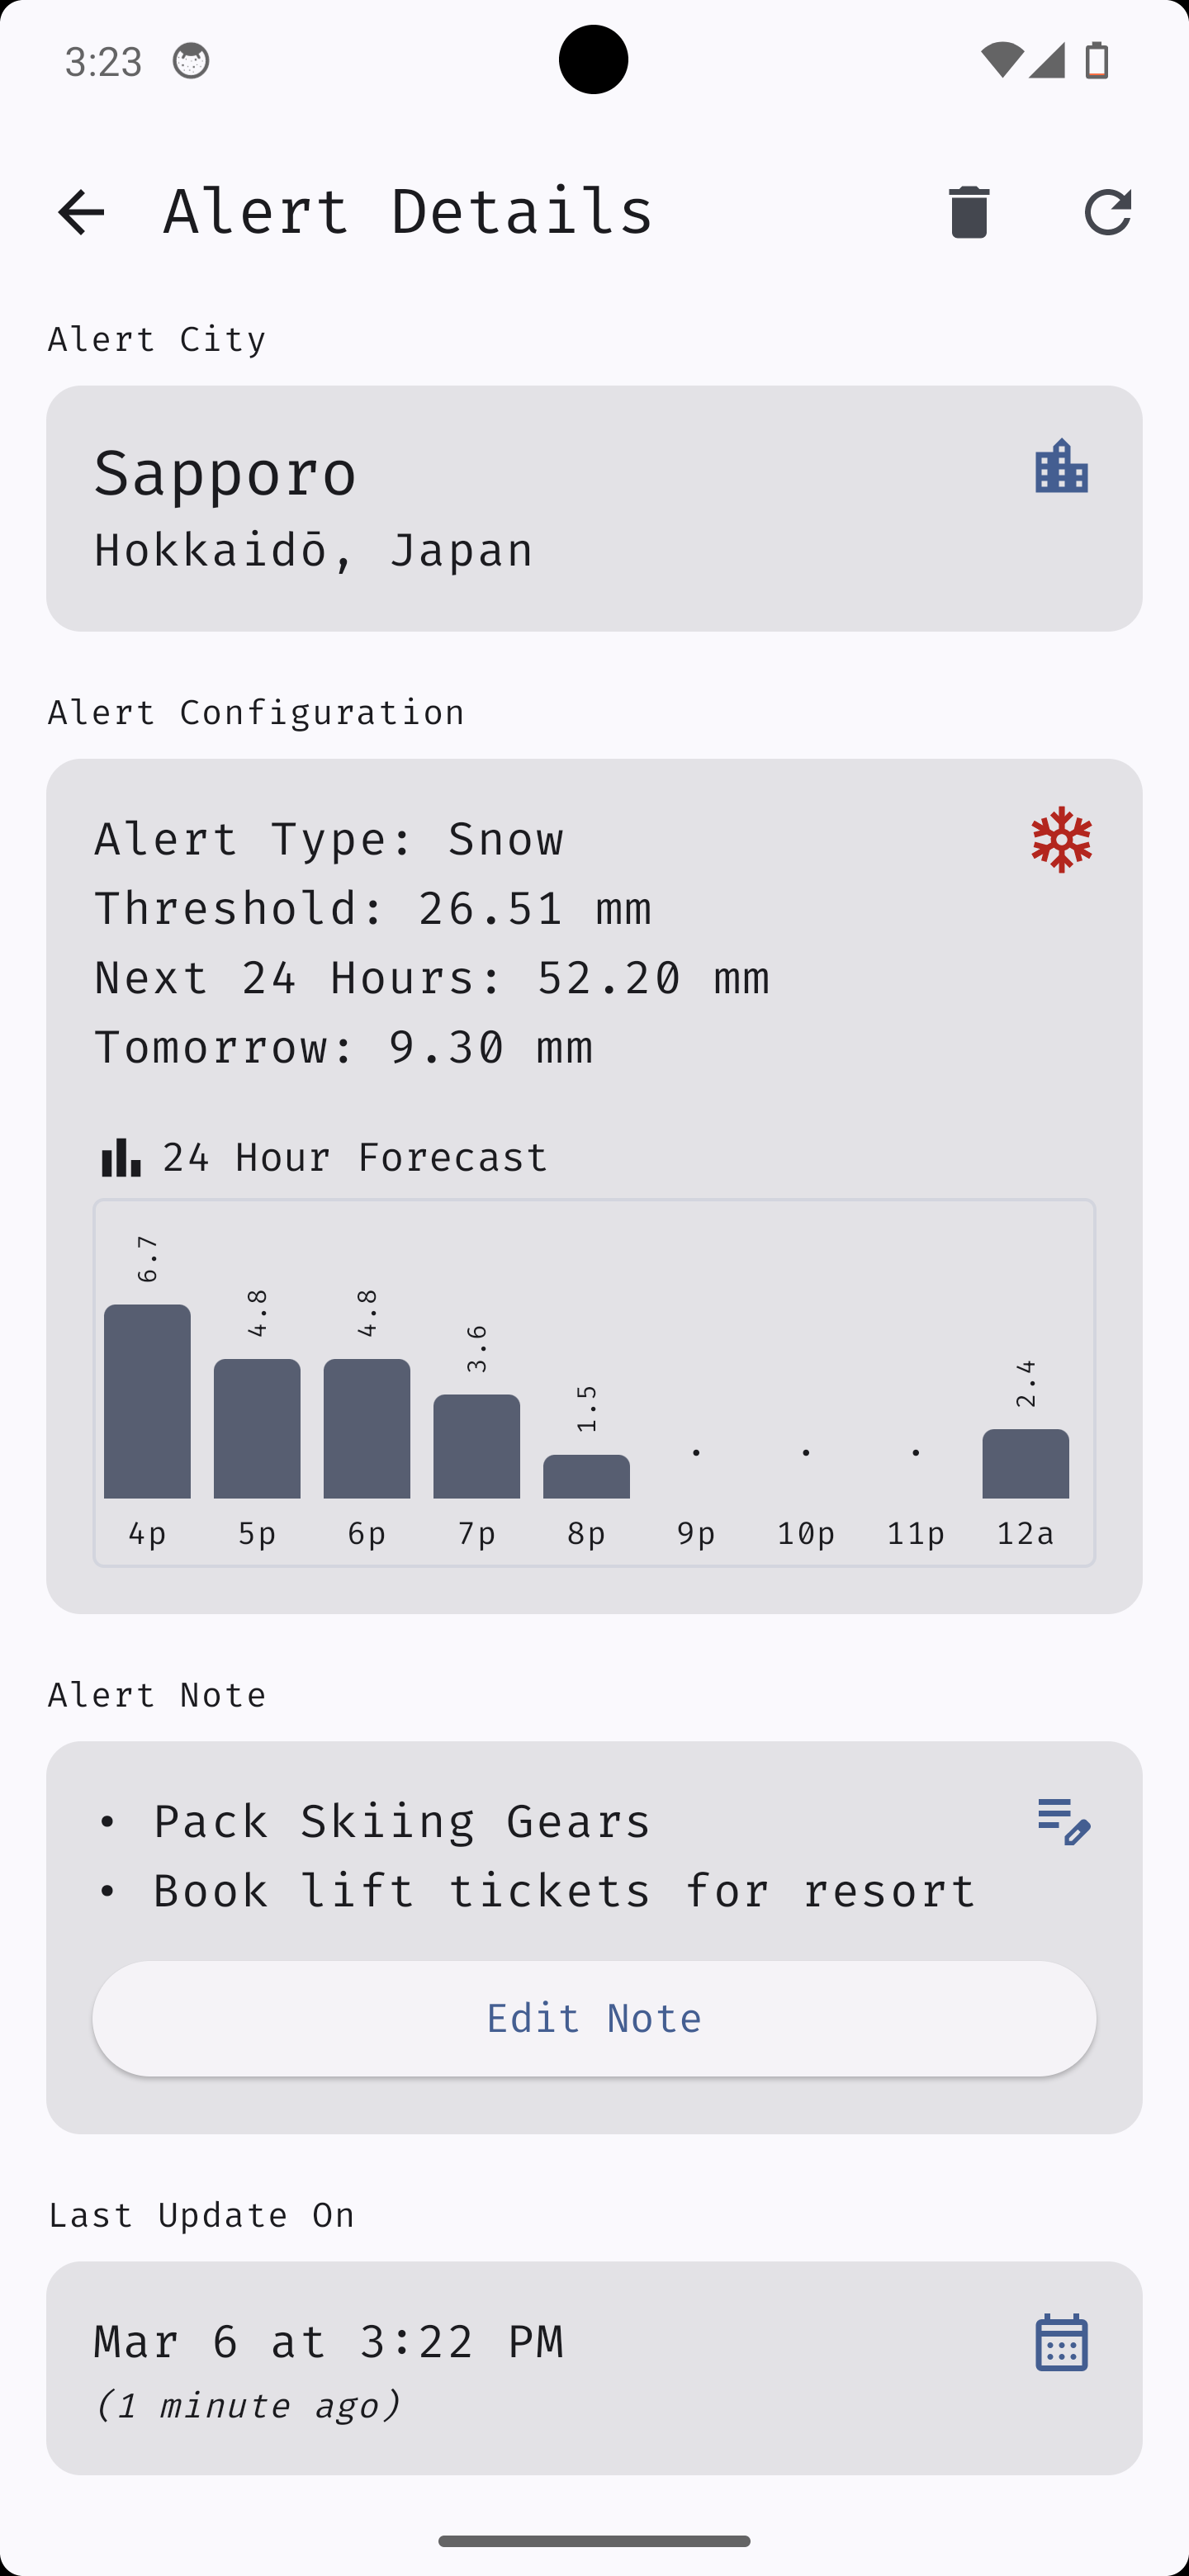 3:23
Alert Details
Alert City
Sapporo
Hokkaidō, Japan
Alert Configuration
Alert Type: Snow
Threshold: 26.51 mm
Next 24 Hours: 52.20 mm
Tomorrow: 9.30 mm
24 Hour Forecast
6.7 4.8 4.8 3.6 1.5 . . . 2.4
4p 5p 6p 7p 8p 9p 10p 11p 12a
Alert Note
• Pack Skiing Gears
• Book lift tickets for resort
Edit Note
Last Update On
Mar 6 at 3:22 PM
(1 minute ago)